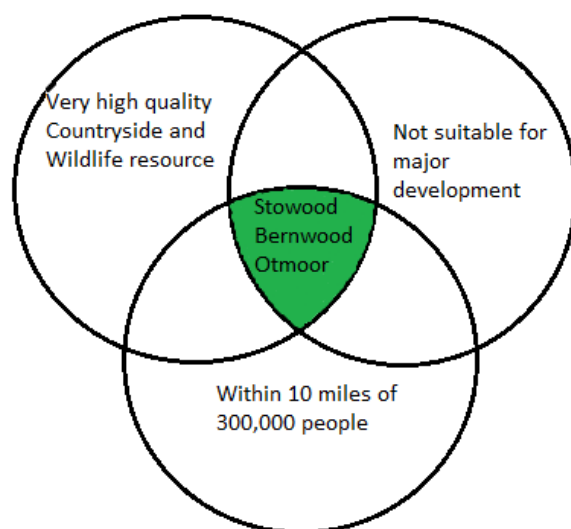 Very high quality
Countryside and
Wildlife resource
Not suitable for
major
development
Stowood
Bernwood
Otmoor
Within 10 miles of
300,000 people